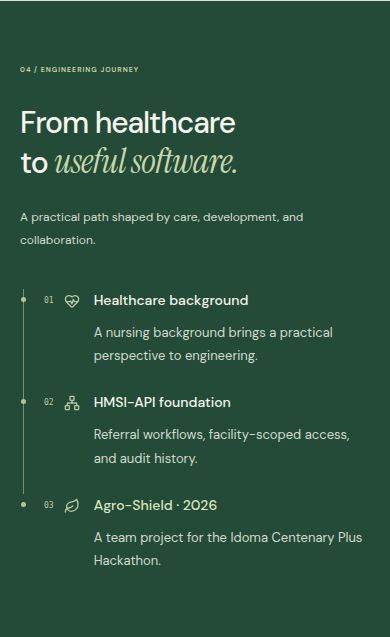 04 / ENGINEERING JOURNEY
From healthcare
to useful software.
A practical path shaped by care, development, and
collaboration.
01 Healthcare background
A nursing background brings a practical
perspective to engineering.
02 HMSI-API foundation
Referral workflows, facility-scoped access,
and audit history.
03 Agro-Shield · 2026
A team project for the Idoma Centenary Plus
Hackathon.